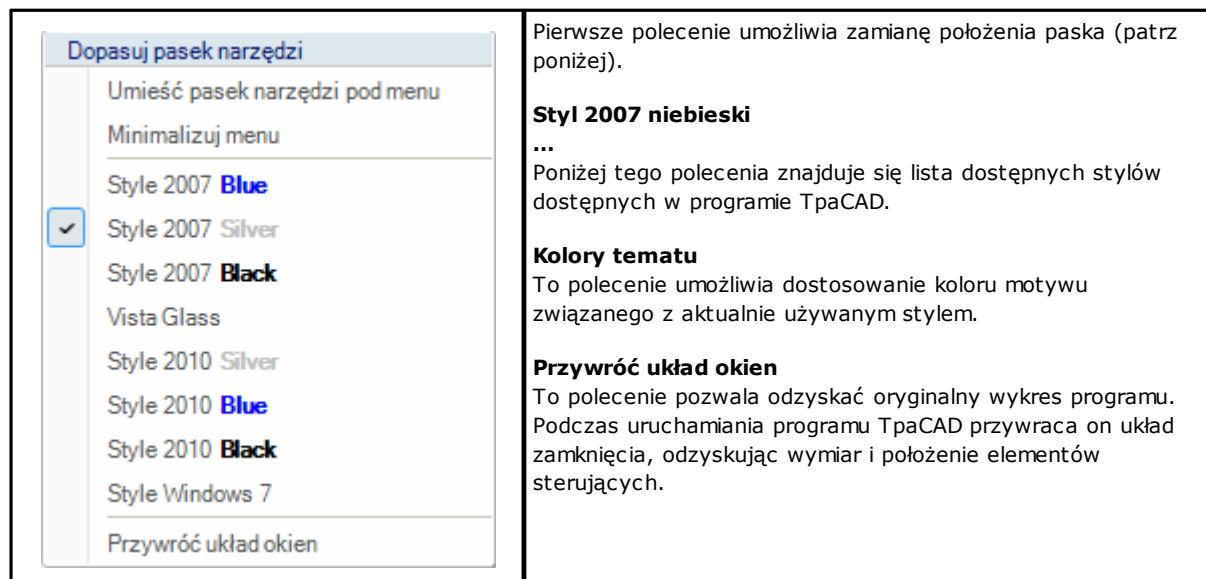 Dopasuj pasek narzędzi
Umieść pasek narzędzi pod menu
Minimalizuj menu
Style 2007 Blue
Style 2007 Silver
Style 2007 Black
Vista Glass
Style 2010 Silver
Style 2010 Blue
Style 2010 Black
Style Windows 7
Przywróć układ okien
Pierwsze polecenie umożliwia zamianę położenia paska (patrz
poniżej).
Styl 2007 niebieski
...
Poniżej tego polecenia znajduje się lista dostępnych stylów
dostępnych w programie TpaCAD.
Kolory tematu
To polecenie umożliwia dostosowanie koloru motywu
związanego z aktualnie używanym stylem.
Przywróć układ okien
To polecenie pozwala odzyskać oryginalny wykres programu.
Podczas uruchamiania programu TpaCAD przywraca on układ
zamknięcia, odzyskując wymiar i położenie elementów
sterujących.